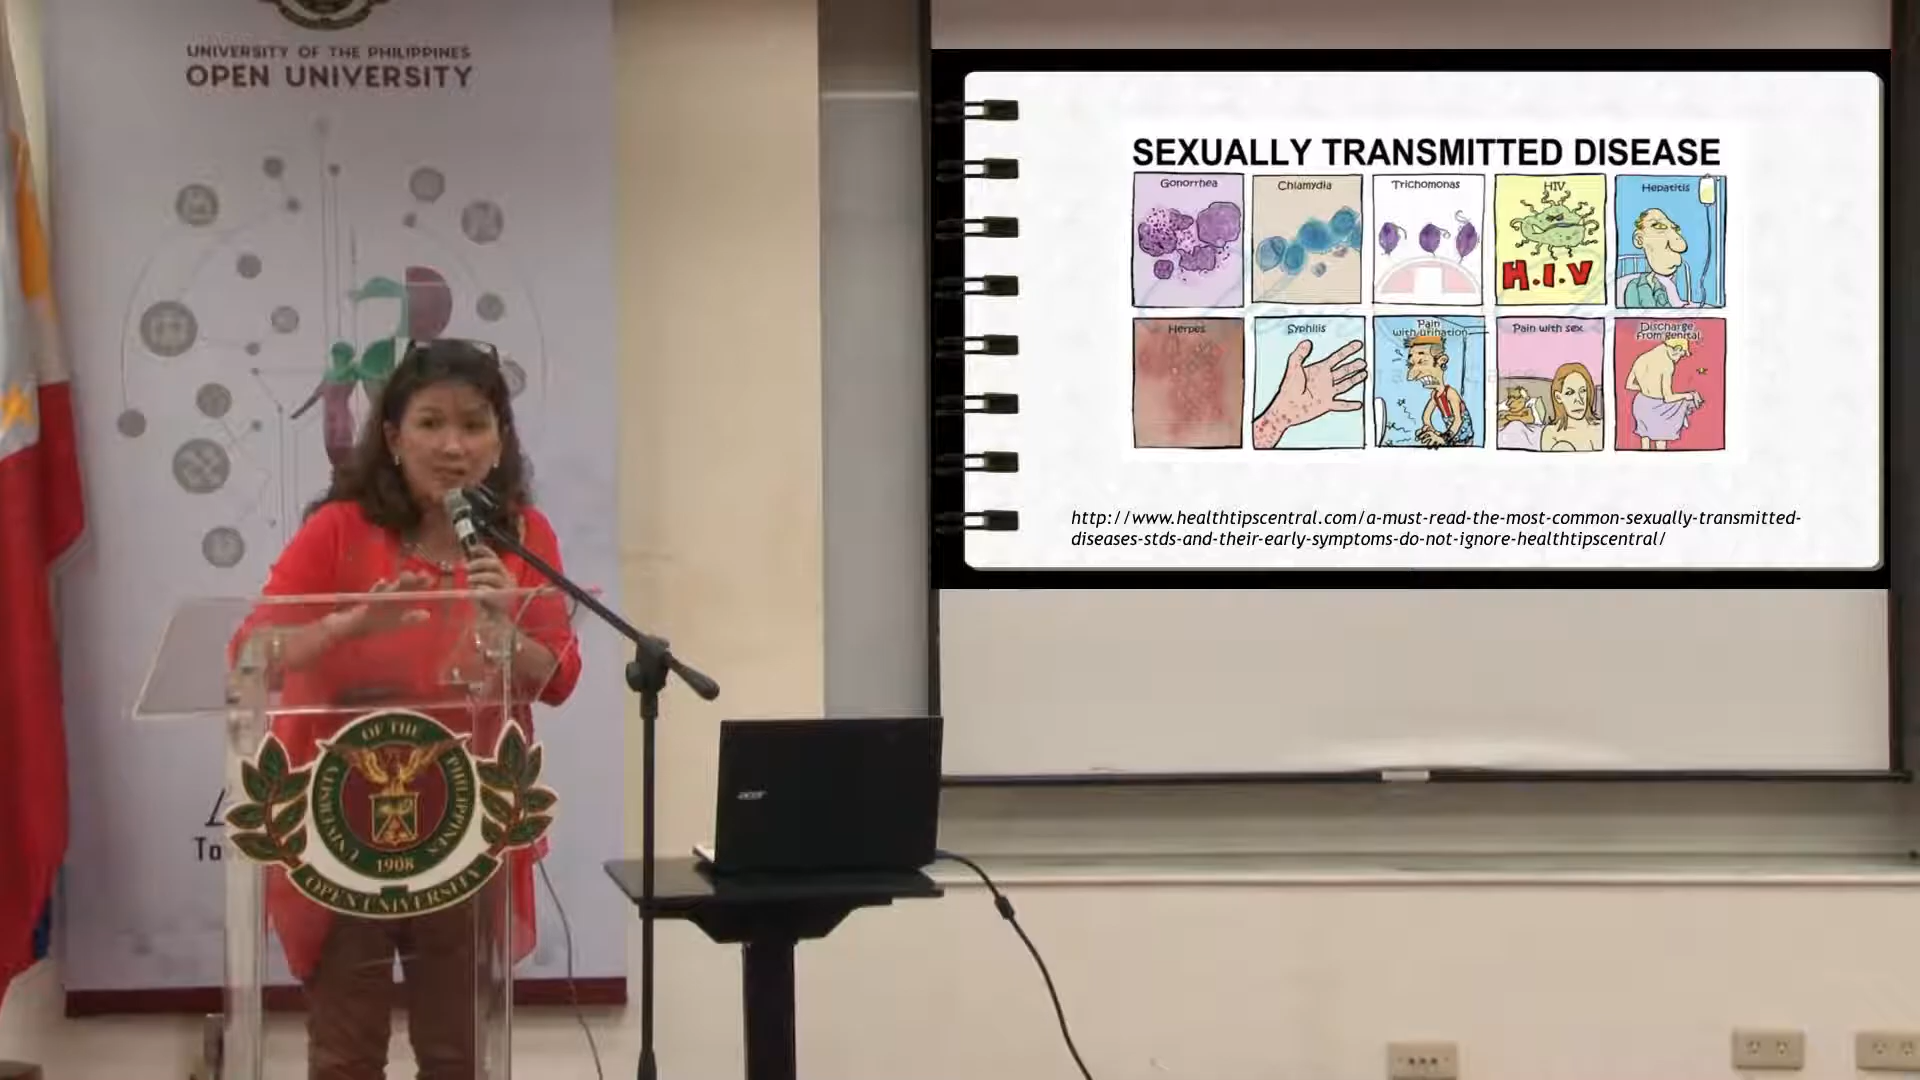 UNIVERSITY OF THE PHILIPPINES
OPEN UNIVERSITY
SEXUALLY TRANSMITTED DISEASE
Gonorrhea
Chlamydia
Trichomonas
HIV
H.I.V
Hepatitis
Herpes
Syphilis
Pain
with urination
Pain with sex
Discharge
from genital
http://www.healthtipscentral.com/a-must-read-the-most-common-sexually-transmitted-
diseases-stds-and-their-early-symptoms-do-not-ignore-healthtipscentral/
UNIVERSITY OF THE PHILIPPINES
1908
OPEN UNIVERSITY
acer